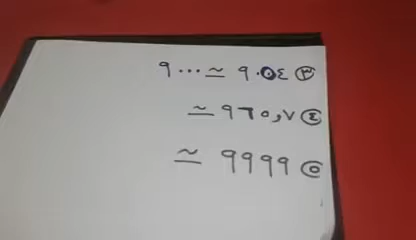 ٣ ٩٠٥٤ ≃ ٩٠٠٠
٤ ٩٦٥,٧ ≃
٥ ٩٩٩٩ ≃